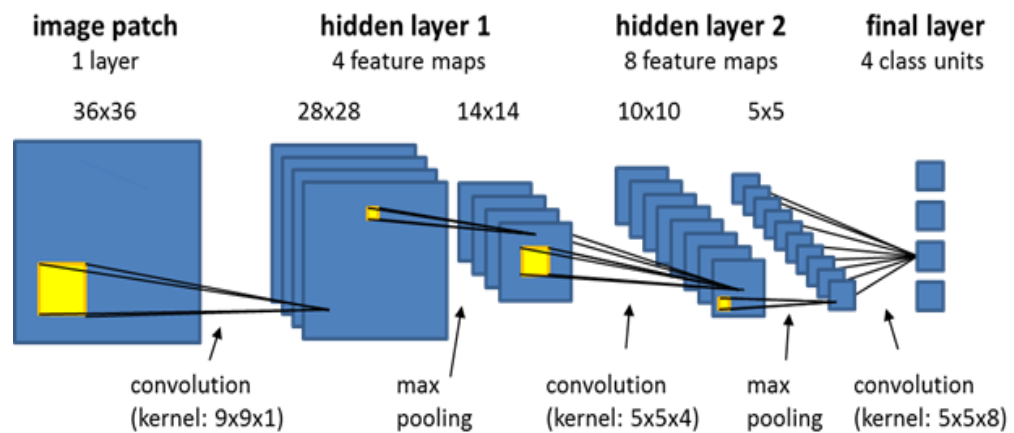 image patch
1 layer
36x36
hidden layer 1
4 feature maps
28x28
14x14
hidden layer 2
8 feature maps
10x10
5x5
final layer
4 class units
convolution
(kernel: 9x9x1)
max
pooling
convolution
(kernel: 5x5x4)
max
pooling
convolution
(kernel: 5x5x8)